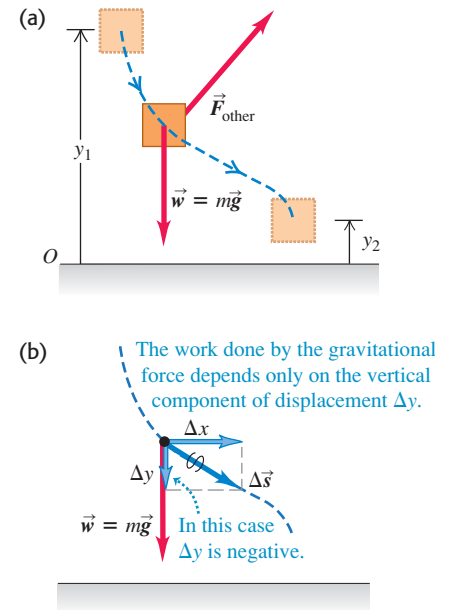 (a)
F⃗other
y1
w⃗ = mg⃗
y2
O
(b)
The work done by the gravitational
force depends only on the vertical
component of displacement Δy.
Δx
Δy
Δs⃗
w⃗ = mg⃗
In this case
Δy is negative.